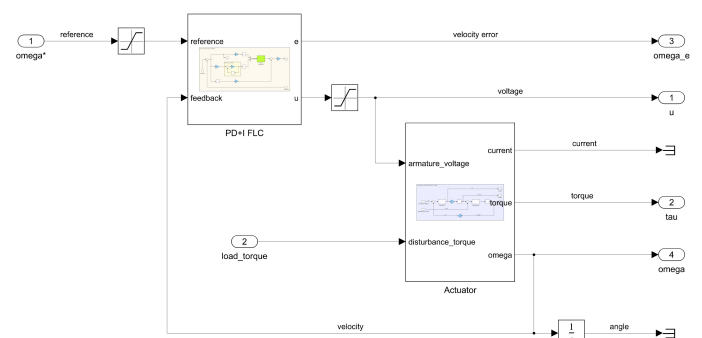 reference
1
omega*
reference
feedback
e
u
PD+I FLC
velocity error
3
omega_e
voltage
1
u
armature_voltage
disturbance_torque
current
torque
omega
Actuator
current
torque
2
tau
2
load_torque
4
omega
velocity
1
angle